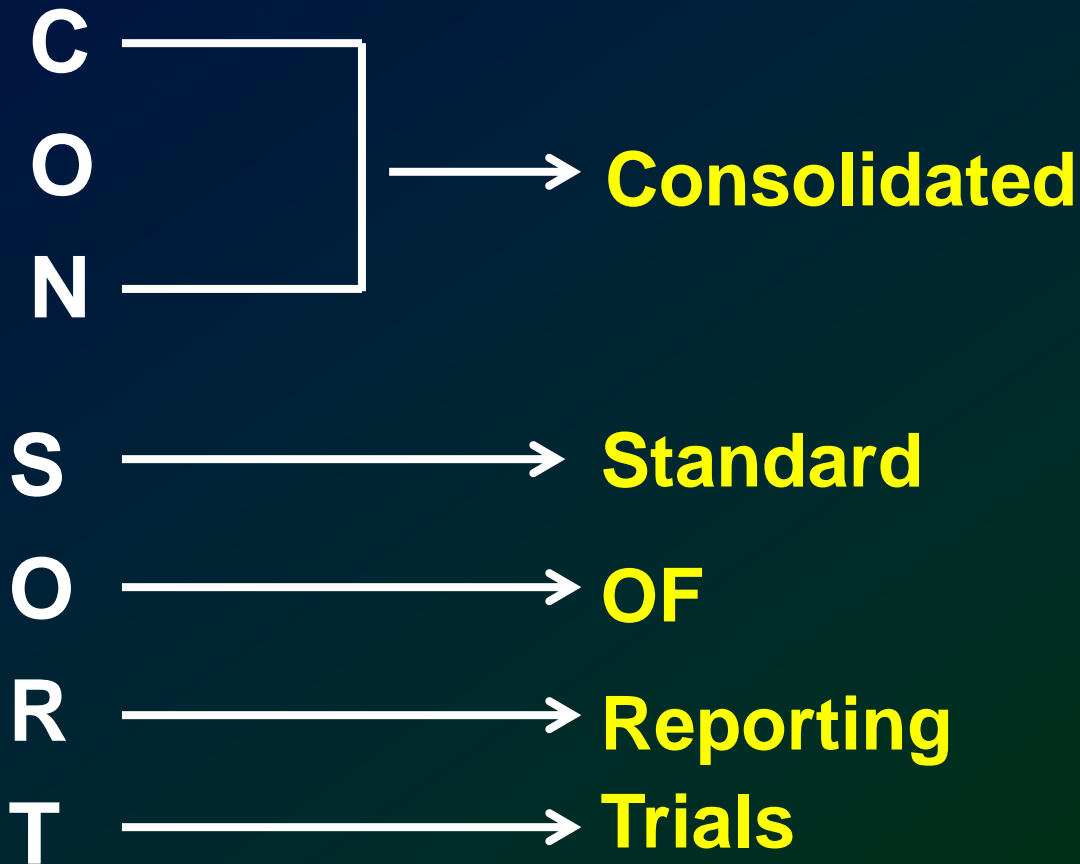 C
O
N
Consolidated
S
Standard
O
OF
R
Reporting
T
Trials